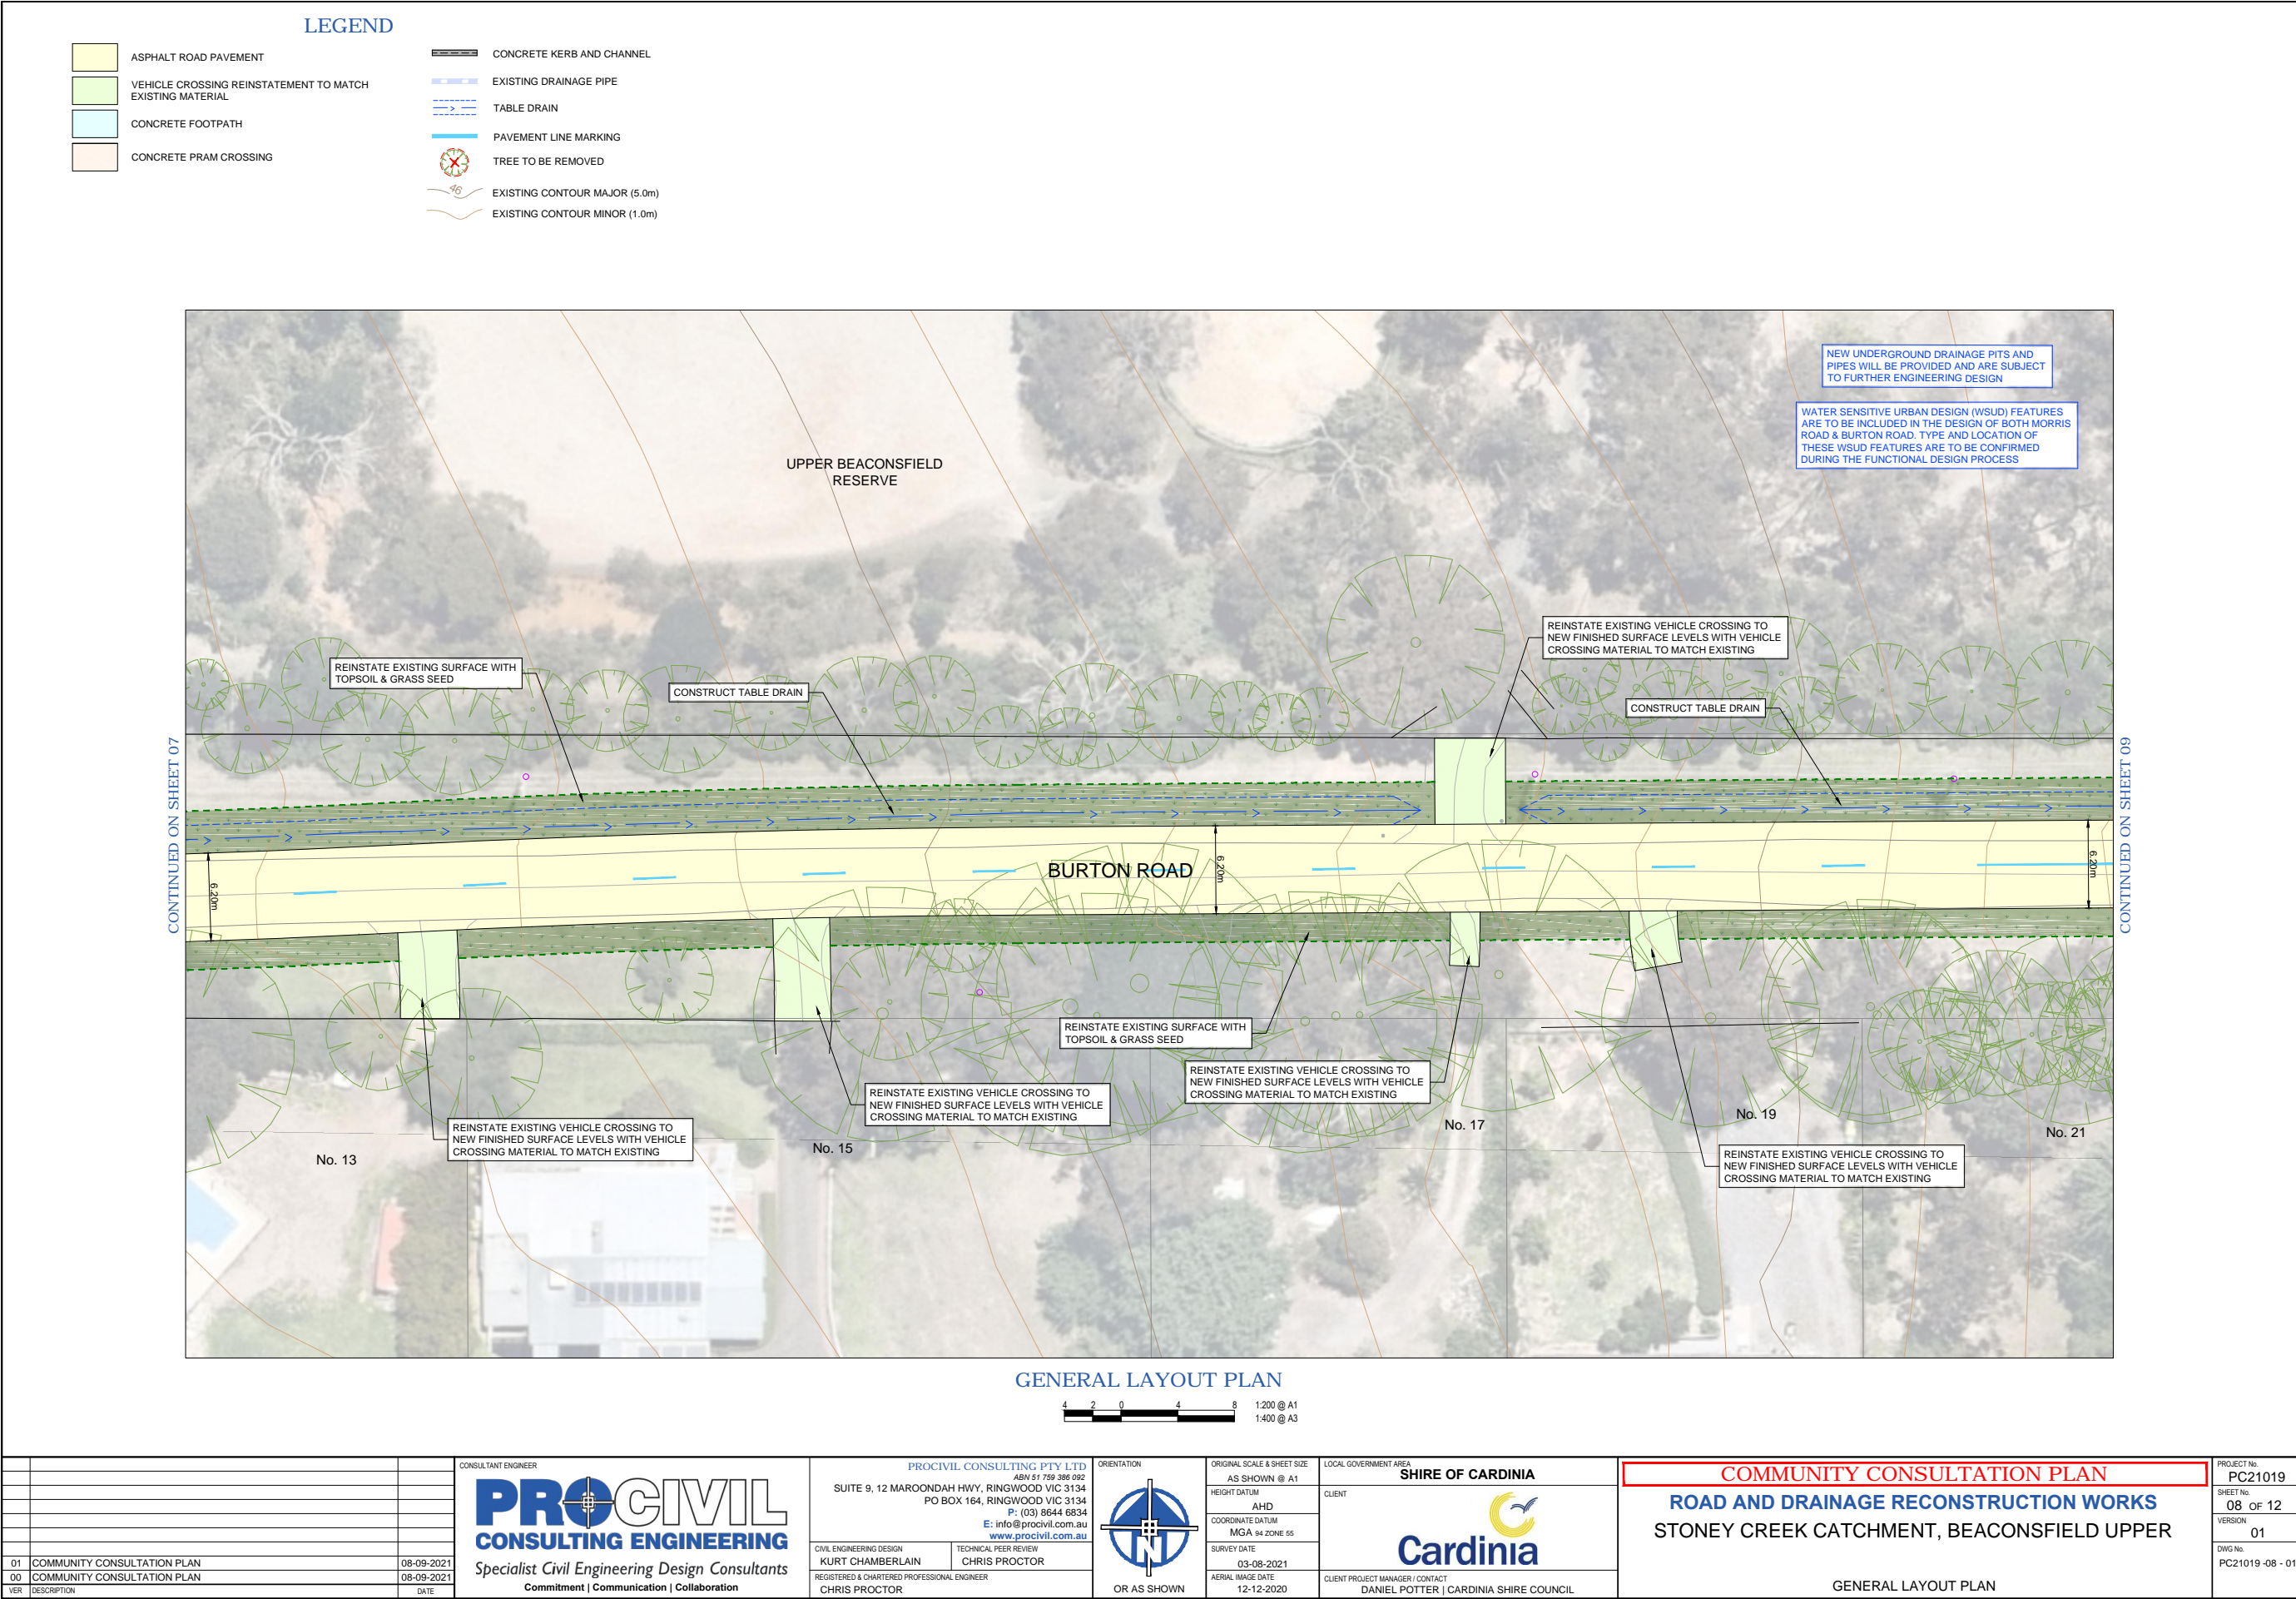 LEGEND
ASPHALT ROAD PAVEMENT
VEHICLE CROSSING REINSTATEMENT TO MATCH
EXISTING MATERIAL
CONCRETE FOOTPATH
CONCRETE PRAM CROSSING
CONCRETE KERB AND CHANNEL
EXISTING DRAINAGE PIPE
TABLE DRAIN
PAVEMENT LINE MARKING
TREE TO BE REMOVED
46
EXISTING CONTOUR MAJOR (5.0m)
EXISTING CONTOUR MINOR (1.0m)
NEW UNDERGROUND DRAINAGE PITS AND
PIPES WILL BE PROVIDED AND ARE SUBJECT
TO FURTHER ENGINEERING DESIGN
WATER SENSITIVE URBAN DESIGN (WSUD) FEATURES
ARE TO BE INCLUDED IN THE DESIGN OF BOTH MORRIS
ROAD & BURTON ROAD. TYPE AND LOCATION OF
THESE WSUD FEATURES ARE TO BE CONFIRMED
DURING THE FUNCTIONAL DESIGN PROCESS
UPPER BEACONSFIELD
RESERVE
REINSTATE EXISTING VEHICLE CROSSING TO
NEW FINISHED SURFACE LEVELS WITH VEHICLE
CROSSING MATERIAL TO MATCH EXISTING
REINSTATE EXISTING SURFACE WITH
TOPSOIL & GRASS SEED
CONSTRUCT TABLE DRAIN
CONSTRUCT TABLE DRAIN
CONTINUED ON SHEET 07
CONTINUED ON SHEET 09
BURTON ROAD
6.20m
6.20m
6.20m
REINSTATE EXISTING SURFACE WITH
TOPSOIL & GRASS SEED
REINSTATE EXISTING VEHICLE CROSSING TO
NEW FINISHED SURFACE LEVELS WITH VEHICLE
CROSSING MATERIAL TO MATCH EXISTING
REINSTATE EXISTING VEHICLE CROSSING TO
NEW FINISHED SURFACE LEVELS WITH VEHICLE
CROSSING MATERIAL TO MATCH EXISTING
REINSTATE EXISTING VEHICLE CROSSING TO
NEW FINISHED SURFACE LEVELS WITH VEHICLE
CROSSING MATERIAL TO MATCH EXISTING
REINSTATE EXISTING VEHICLE CROSSING TO
NEW FINISHED SURFACE LEVELS WITH VEHICLE
CROSSING MATERIAL TO MATCH EXISTING
No. 13
No. 15
No. 17
No. 19
No. 21
GENERAL LAYOUT PLAN
4 2 0 4 8
1:200 @ A1
1:400 @ A3
01 COMMUNITY CONSULTATION PLAN 08-09-2021
00 COMMUNITY CONSULTATION PLAN 08-09-2021
VER DESCRIPTION DATE
CONSULTANT ENGINEER
PROCIVIL
CONSULTING ENGINEERING
Specialist Civil Engineering Design Consultants
Commitment | Communication | Collaboration
PROCIVIL CONSULTING PTY LTD
ABN 51 759 386 092
SUITE 9, 12 MAROONDAH HWY, RINGWOOD VIC 3134
PO BOX 164, RINGWOOD VIC 3134
P: (03) 8644 6834
E: info@procivil.com.au
www.procivil.com.au
CIVIL ENGINEERING DESIGN
KURT CHAMBERLAIN
TECHNICAL PEER REVIEW
CHRIS PROCTOR
REGISTERED & CHARTERED PROFESSIONAL ENGINEER
CHRIS PROCTOR
ORIENTATION
N
OR AS SHOWN
ORIGINAL SCALE & SHEET SIZE
AS SHOWN @ A1
HEIGHT DATUM
AHD
COORDINATE DATUM
MGA 94 ZONE 55
SURVEY DATE
03-08-2021
AERIAL IMAGE DATE
12-12-2020
LOCAL GOVERNMENT AREA
SHIRE OF CARDINIA
CLIENT
Cardinia
CLIENT PROJECT MANAGER / CONTACT
DANIEL POTTER | CARDINIA SHIRE COUNCIL
COMMUNITY CONSULTATION PLAN
ROAD AND DRAINAGE RECONSTRUCTION WORKS
STONEY CREEK CATCHMENT, BEACONSFIELD UPPER
GENERAL LAYOUT PLAN
PROJECT No.
PC21019
SHEET No.
08 OF 12
VERSION
01
DWG No.
PC21019 -08 - 01